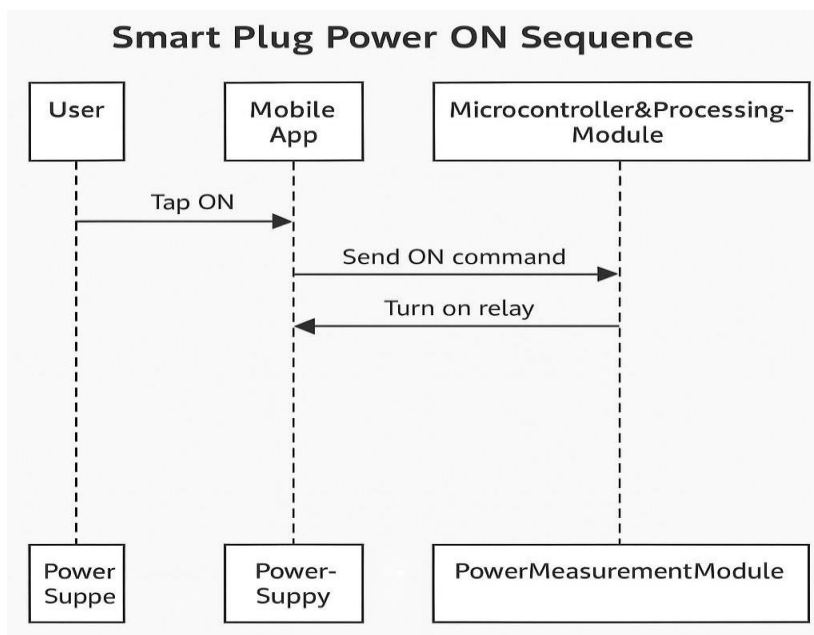 Smart Plug Power ON Sequence
User
Mobile
App
Microcontroller&Processing-
Module
Tap ON
Send ON command
Turn on relay
Power
Suppe
Power-
Suppy
PowerMeasurementModule